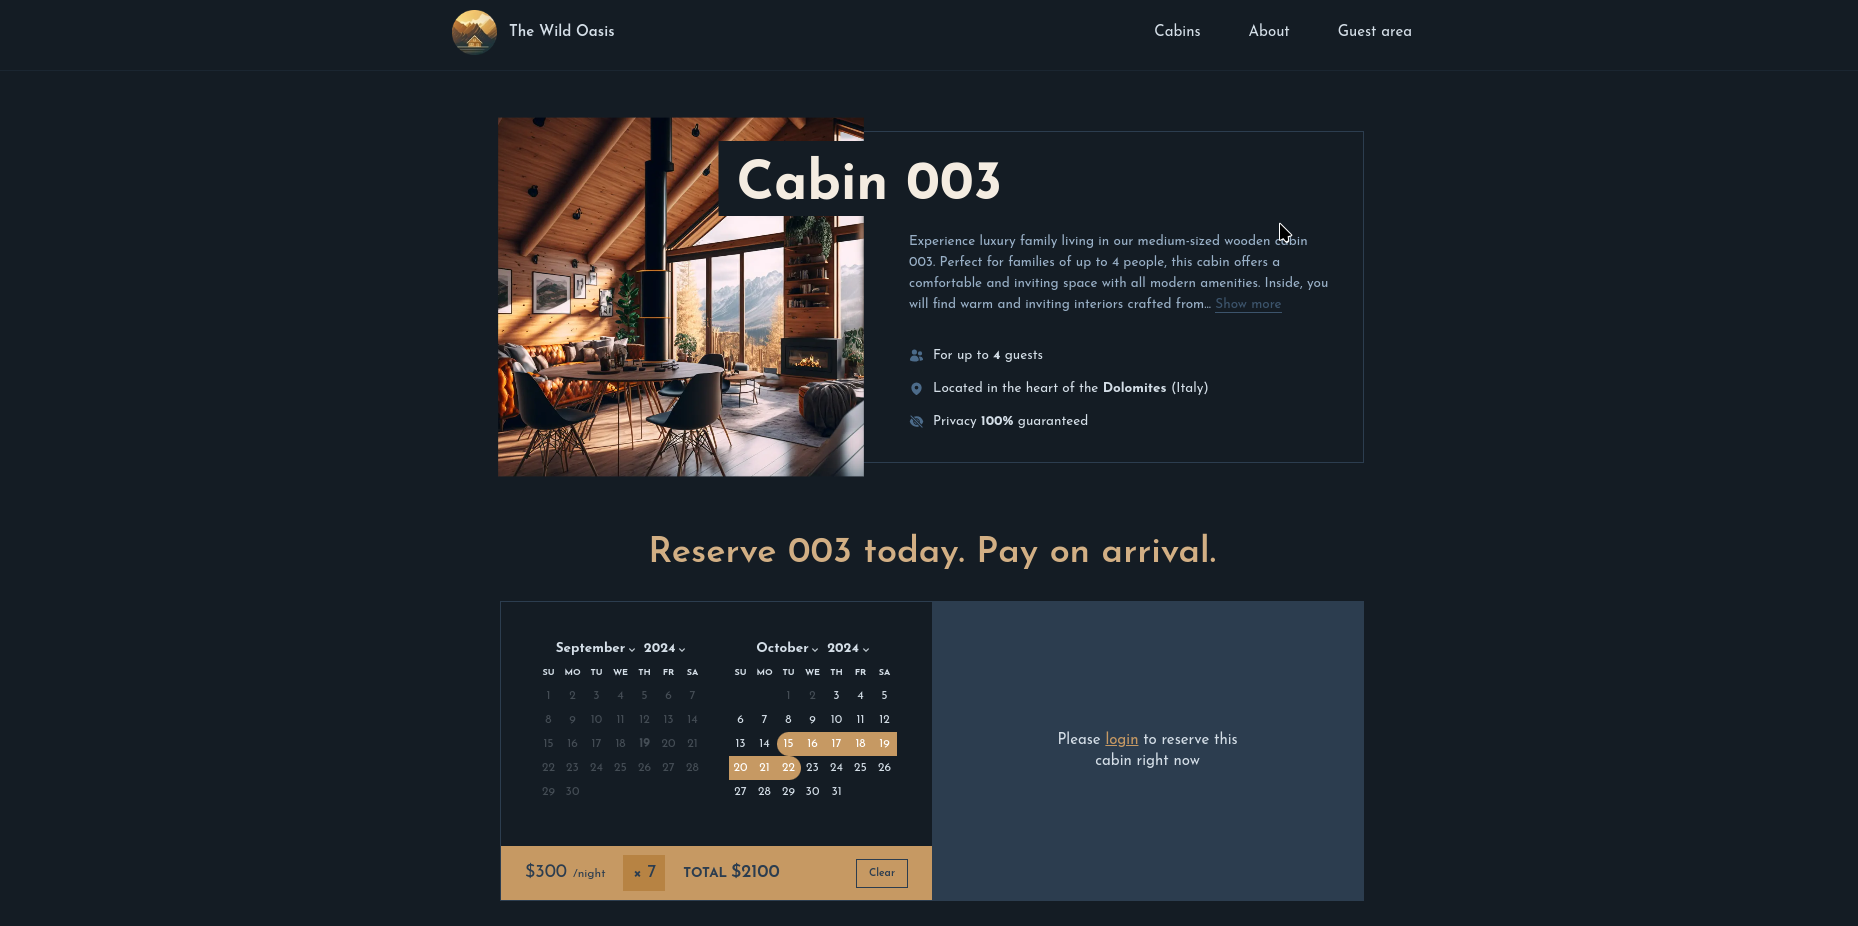 The Wild Oasis
Cabins About Guest area
Cabin 003
Experience luxury family living in our medium-sized wooden cabin
003. Perfect for families of up to 4 people, this cabin offers a
comfortable and inviting space with all modern amenities. Inside, you
will find warm and inviting interiors crafted from... Show more
For up to 4 guests
Located in the heart of the Dolomites (Italy)
Privacy 100% guaranteed
Reserve 003 today. Pay on arrival.
September 2024
SU MO TU WE TH FR SA
1 2 3 4 5 6 7
8 9 10 11 12 13 14
15 16 17 18 19 20 21
22 23 24 25 26 27 28
29 30
October 2024
SU MO TU WE TH FR SA
1 2 3 4 5
6 7 8 9 10 11 12
13 14 15 16 17 18 19
20 21 22 23 24 25 26
27 28 29 30 31
$300 /night × 7 TOTAL $2100 Clear
Please login to reserve this
cabin right now